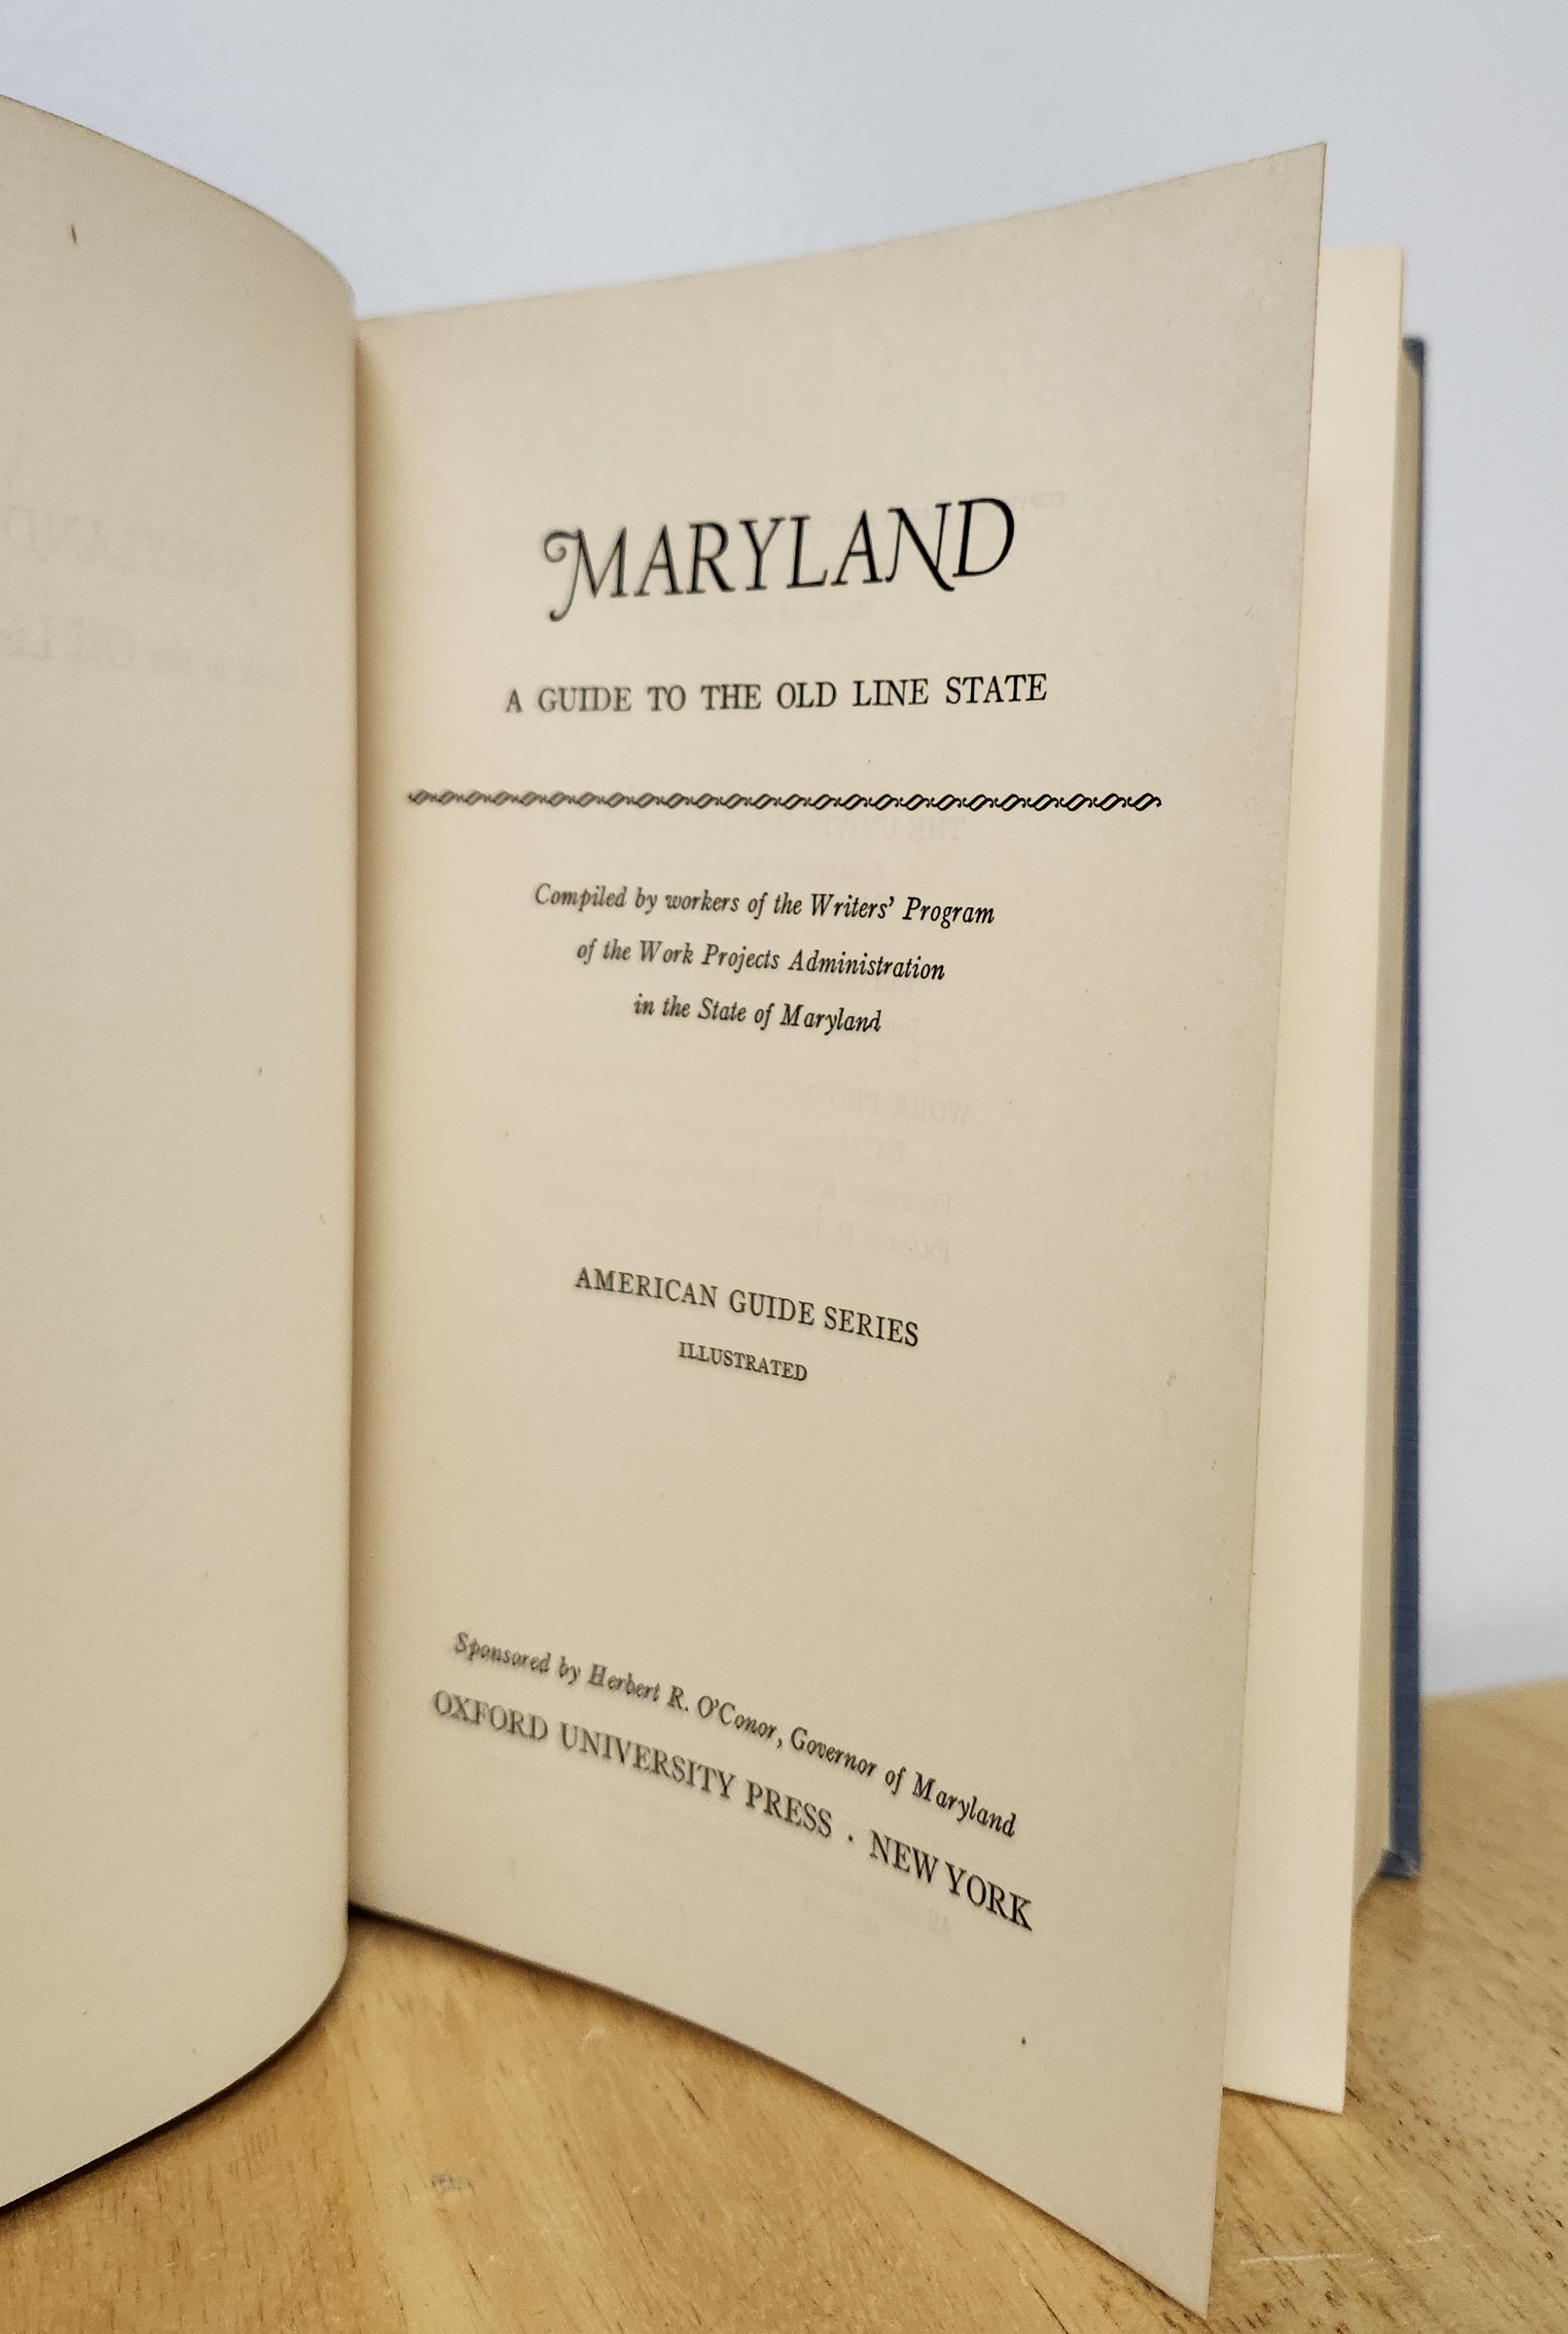 MARYLAND
A GUIDE TO THE OLD LINE STATE
Compiled by workers of the Writers' Program
of the Work Projects Administration
in the State of Maryland
AMERICAN GUIDE SERIES
ILLUSTRATED
Sponsored by Herbert R. O'Conor, Governor of Maryland
OXFORD UNIVERSITY PRESS · NEW YORK